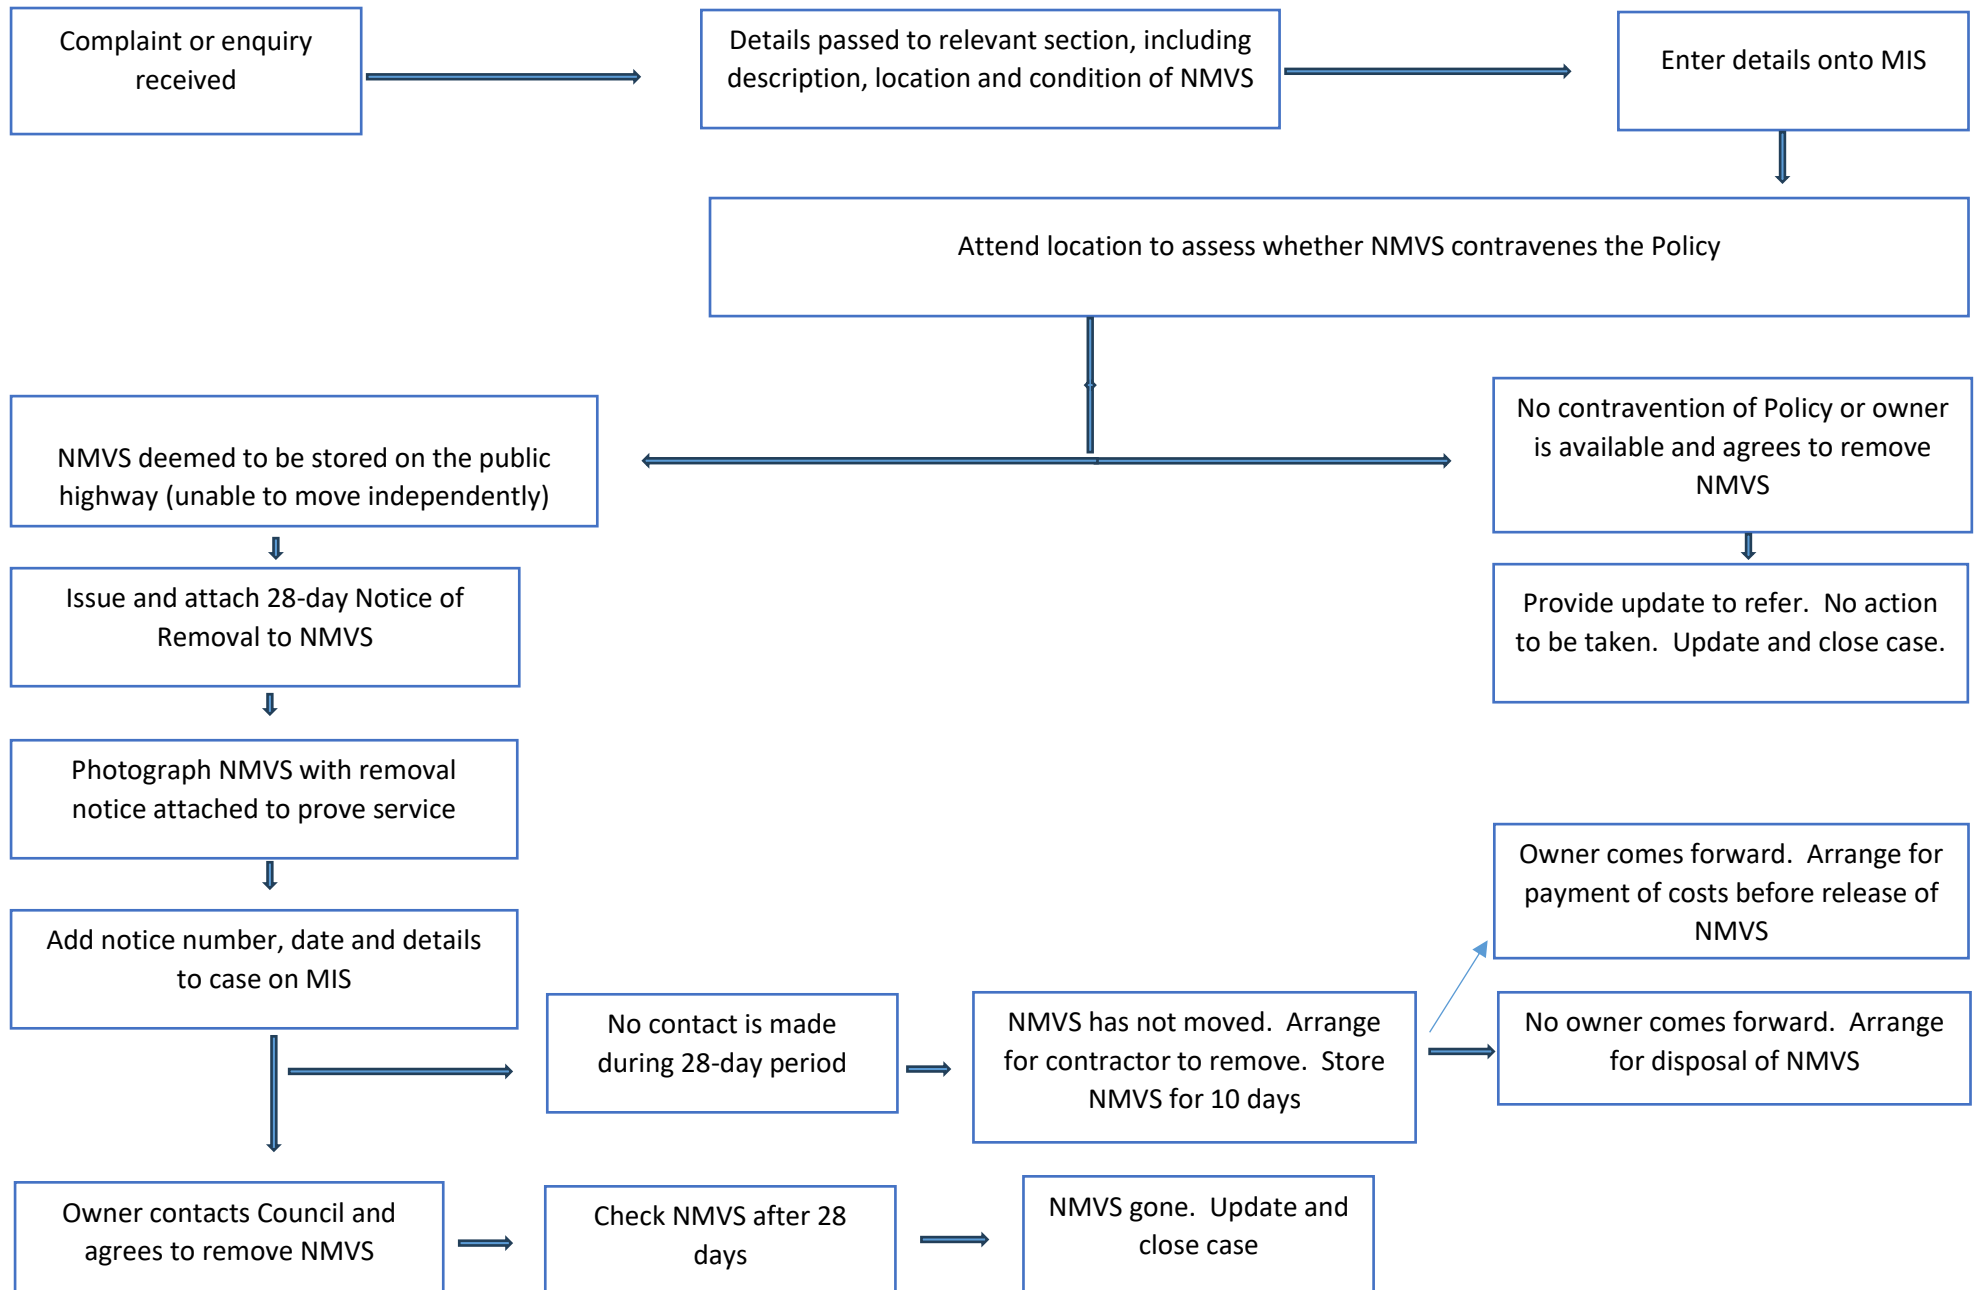 Complaint or enquiry
received
Details passed to relevant section, including
description, location and condition of NMVS
Enter details onto MIS
Attend location to assess whether NMVS contravenes the Policy
NMVS deemed to be stored on the public
highway (unable to move independently)
No contravention of Policy or owner
is available and agrees to remove
NMVS
Issue and attach 28-day Notice of
Removal to NMVS
Provide update to refer.  No action
to be taken.  Update and close case.
Photograph NMVS with removal
notice attached to prove service
Add notice number, date and details
to case on MIS
No contact is made
during 28-day period
NMVS has not moved.  Arrange
for contractor to remove.  Store
NMVS for 10 days
Owner comes forward.  Arrange for
payment of costs before release of
NMVS
No owner comes forward.  Arrange
for disposal of NMVS
Owner contacts Council and
agrees to remove NMVS
Check NMVS after 28
days
NMVS gone.  Update and
close case